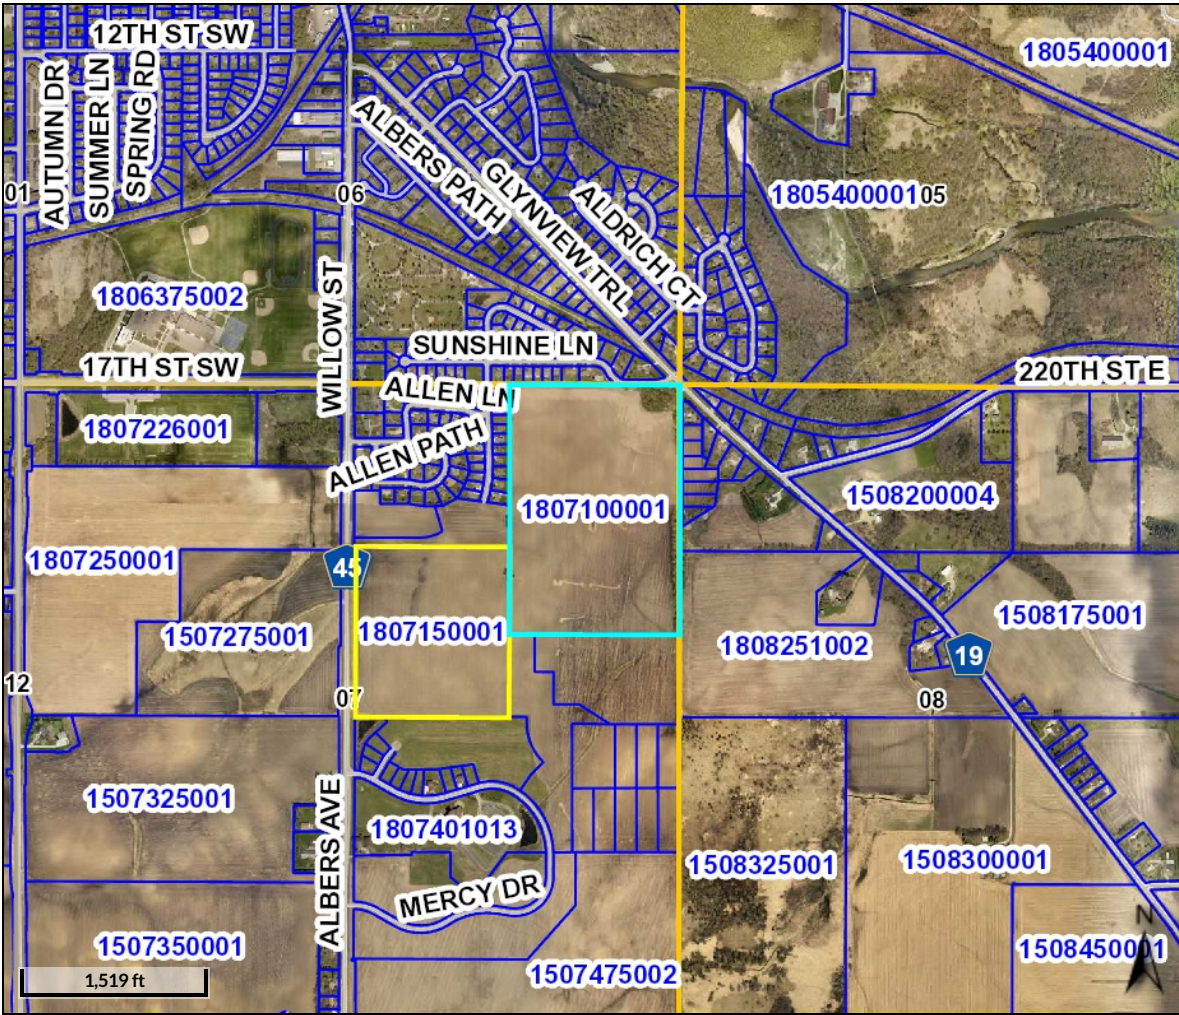 12TH ST SW
1805400001
AUTUMN DR
SUMMER LN
SPRING RD
ALBERS PATH
GLYNVIEW TRL
ALDRICH CT
01
06
1805400001
05
1806375002
WILLOW ST
SUNSHINE LN
17TH ST SW
220TH ST E
ALLEN LN
1807226001
ALLEN PATH
1508200004
1807100001
1807250001
45
1507275001
1807150001
1808251002
1508175001
19
12
07
08
1507325001
ALBERS AVE
1807401013
1508325001
1508300001
MERCY DR
1507350001
1507475002
N
1508450001
1,519 ft